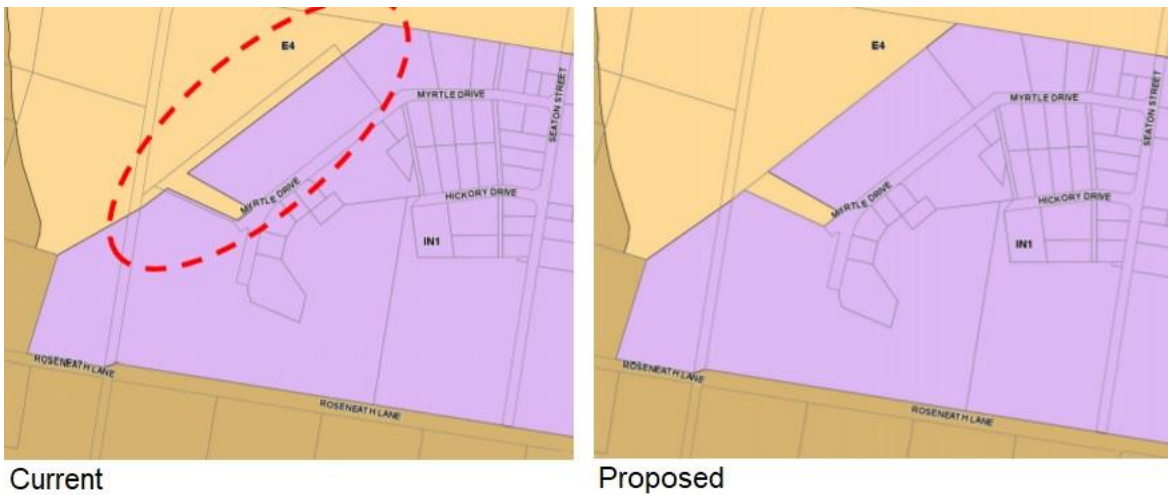 E4
MYRTLE DRIVE
SEATON STREET
MYRTLE DRIVE
HICKORY DRIVE
IN1
ROSENEATH LANE
ROSENEATH LANE
Current
E4
MYRTLE DRIVE
SEATON STREET
MYRTLE DRIVE
HICKORY DRIVE
IN1
ROSENEATH LANE
ROSENEATH LANE
Proposed